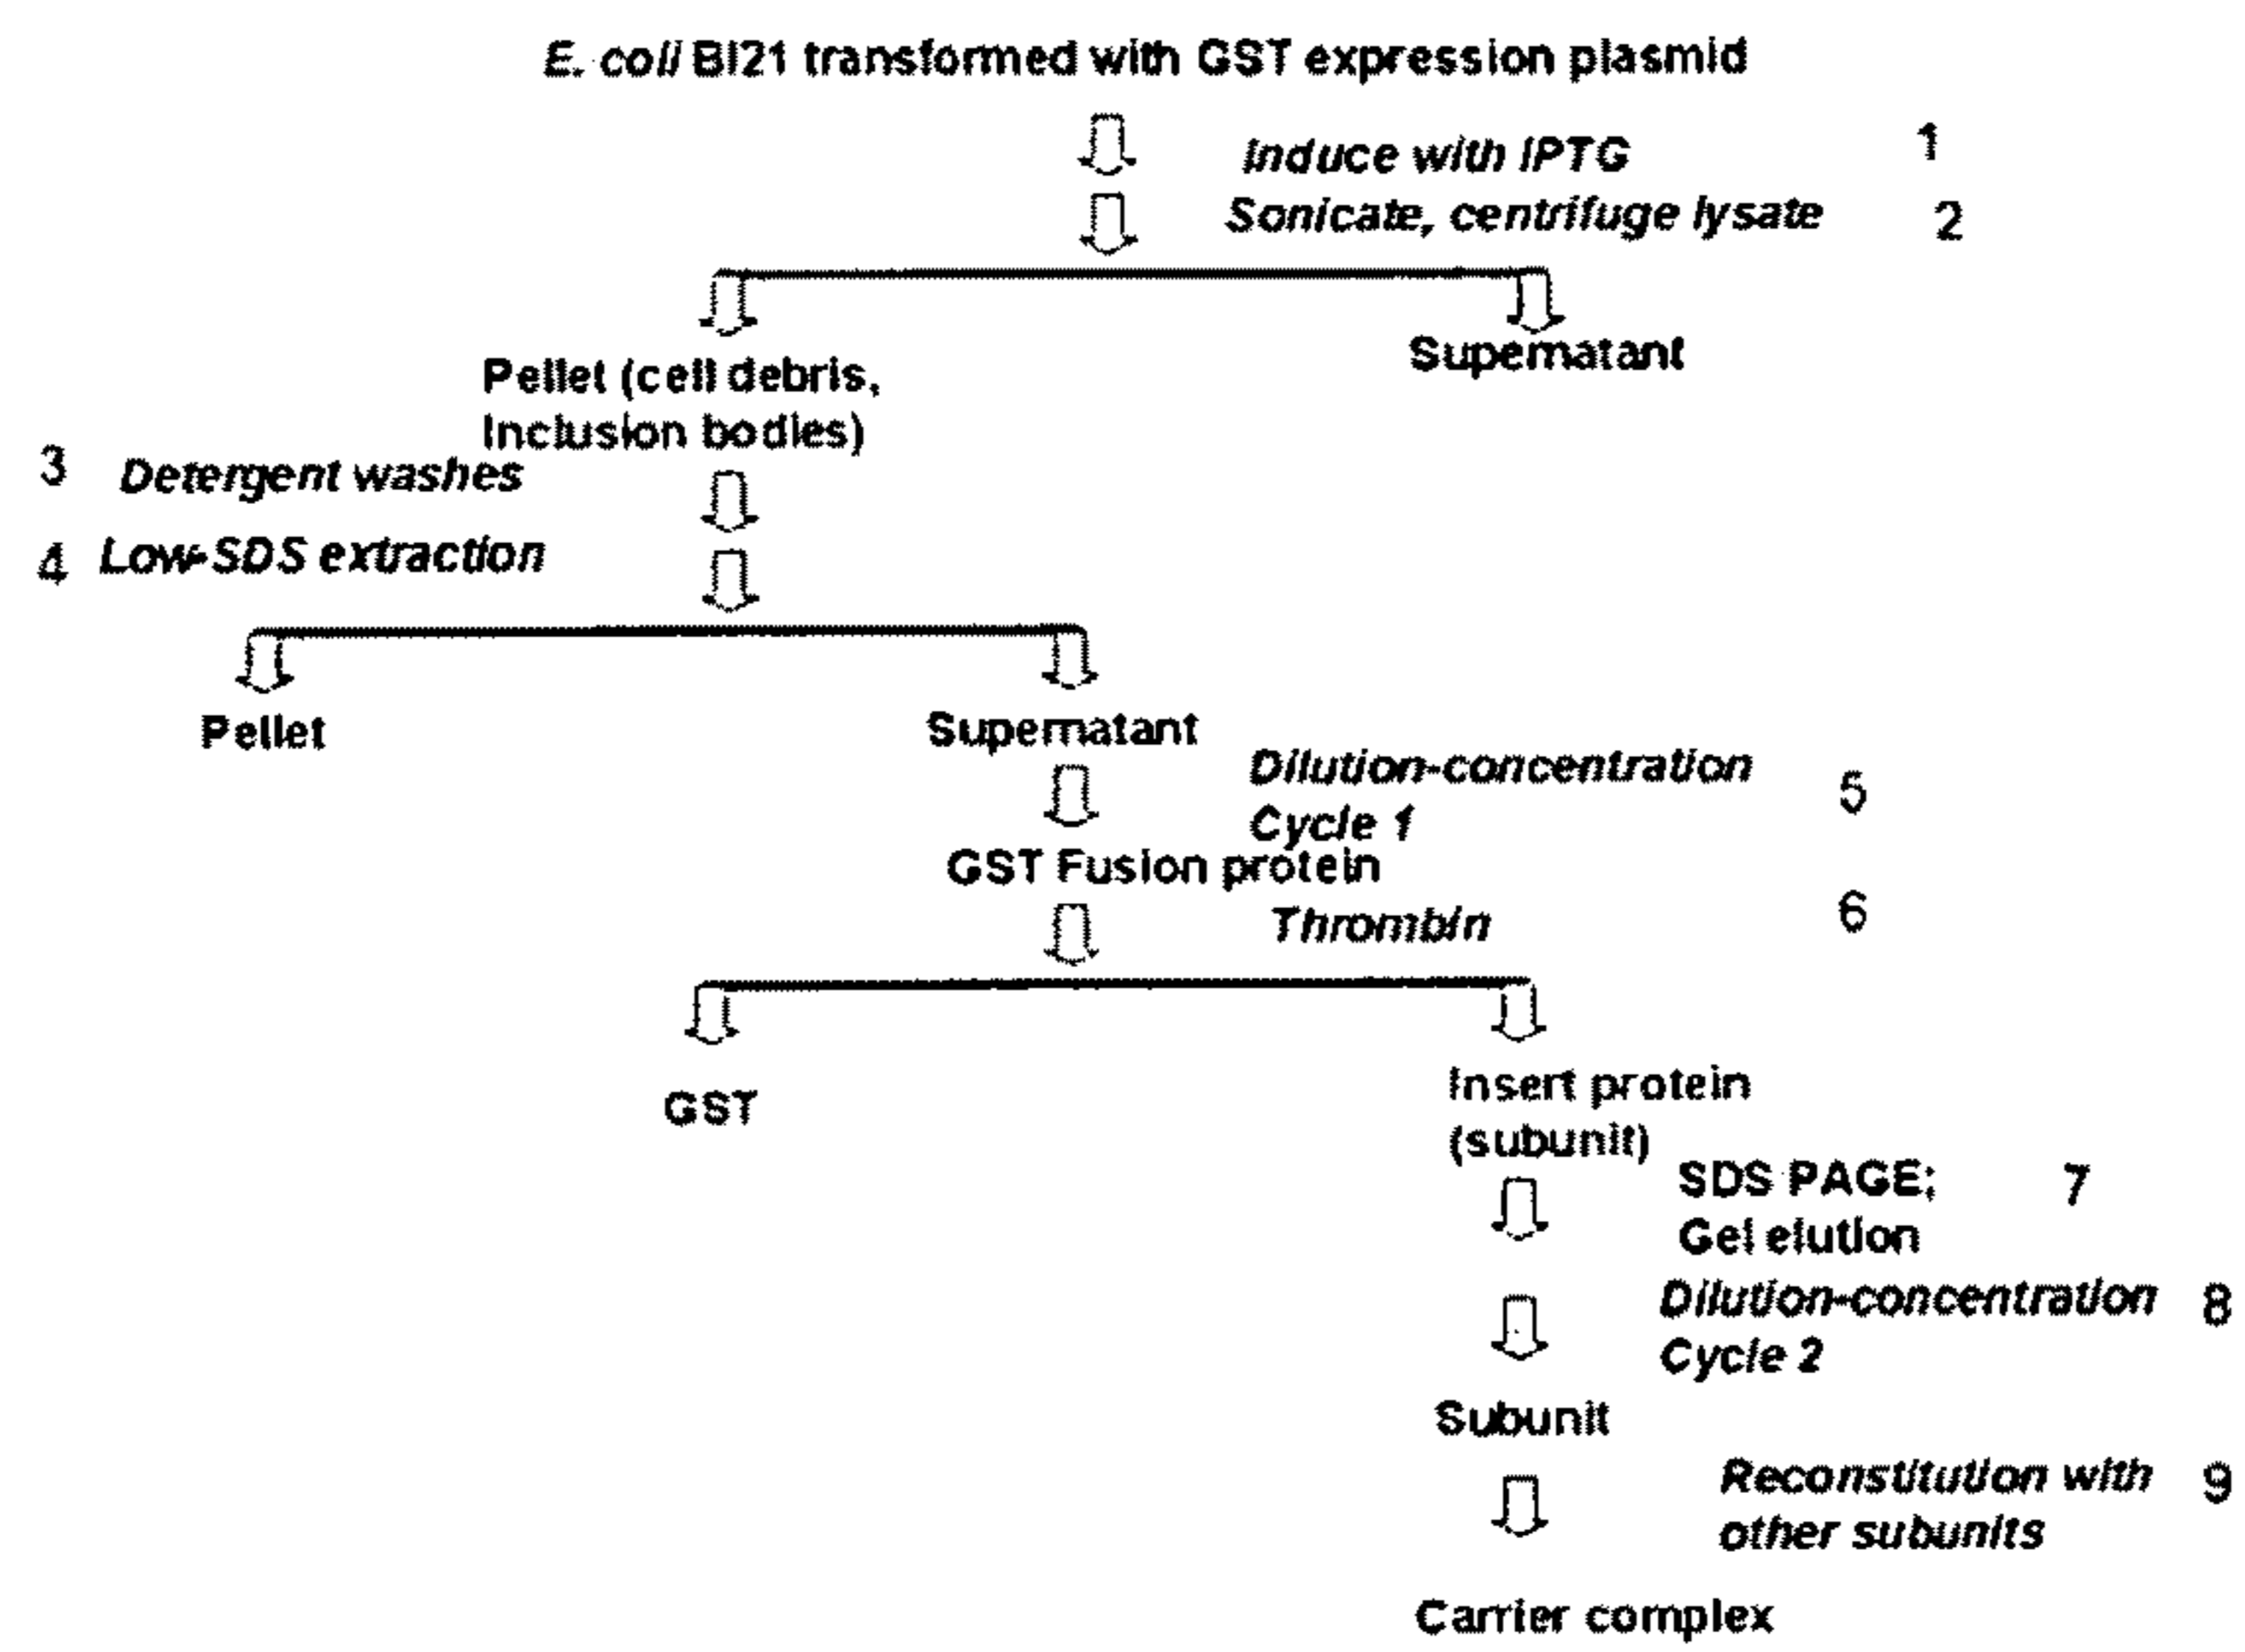 E. coli Bl21 transformed with GST expression plasmid
Induce with IPTG 1
Sonicate, centrifuge lysate 2
Supernatant
Pellet (cell debris,
Inclusion bodies)
3 Detergent washes
4 Low-SDS extraction
Pellet
Supernatant
Dilution-concentration 5
Cycle 1
GST Fusion protein
Thrombin 6
GST
Insert protein
(subunit)
SDS PAGE; 7
Gel elution
Dilution-concentration 8
Cycle 2
Subunit
Reconstitution with 9
other subunits
Carrier complex